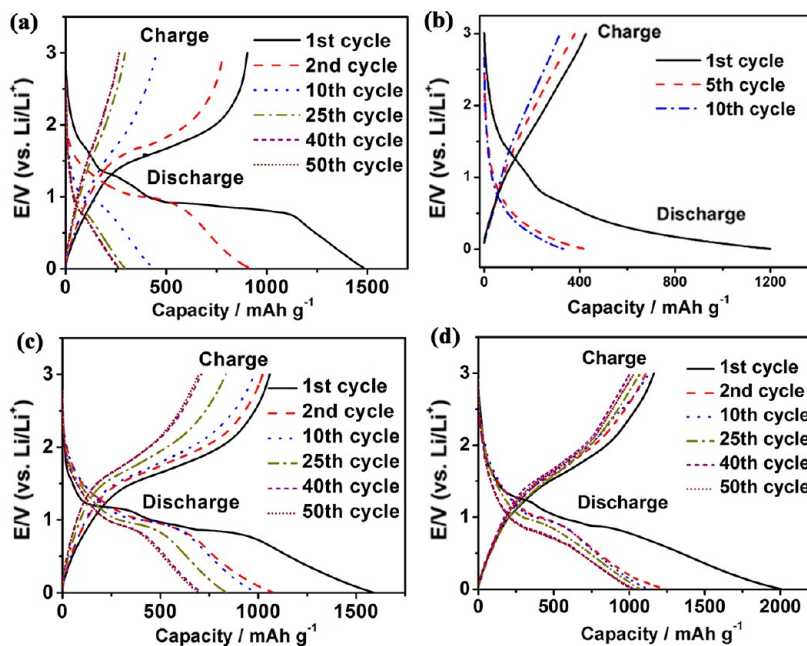 (a)
Charge
1st cycle
2nd cycle
10th cycle
25th cycle
40th cycle
50th cycle
Discharge
E/V (vs. Li/Li+)
3
2
1
0
0 500 1000 1500
Capacity / mAh g-1
(b)
Charge
1st cycle
5th cycle
10th cycle
Discharge
E/V (vs. Li/Li+)
3
2
1
0
0 400 800 1200
Capacity / mAh g-1
(c)
Charge
1st cycle
2nd cycle
10th cycle
25th cycle
40th cycle
50th cycle
Discharge
E/V (vs. Li/Li+)
3
2
1
0
0 500 1000 1500
Capacity / mAh g-1
(d)
Charge
1st cycle
2nd cycle
10th cycle
25th cycle
40th cycle
50th cycle
Discharge
E/V (vs. Li/Li+)
3
2
1
0
0 500 1000 1500 2000
Capacity / mAh g-1